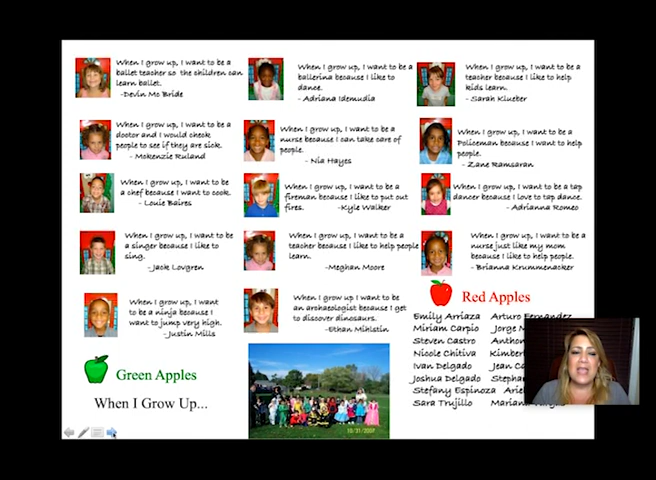 When I grow up, I want to be a
ballet teacher so the children can
learn ballet.
-Devin Mc Bride
When I grow up, I want to be a
ballerina because I like to
dance.
- Adriana Idemudia
When I grow up, I want to be a
teacher because I like to help
kids learn.
- Sarah Klueber
When I grow up, I want to be a
doctor and I would check
people to see if they are sick.
- Mckenzie Ruland
When I grow up, I want to be a
nurse because I can take care of
people.
- Nia Hayes
When I grow up, I want to be a
Policeman because I want to help
people.
- Zane Ramsaran
When I grow up, I want to be
a chef because I want to cook.
- Louie Baires
When I grow up, I want to be a
fireman because I like to put out
fires. -Kyle Walker
When I grow up, I want to be a tap
dancer because I love to tap dance.
- Adrianna Romeo
When I grow up, I want to be
a singer because I like to
sing.
-Jack Lovgren
When I grow up, I want to be a
teacher because I like to help people
learn.
-Meghan Moore
When I grow up, I want to be a
nurse just like my mom
because I like to help people.
- Brianna Krummenacker
When I grow up, I want
to be a ninja because I
want to jump very high.
- Justin Mills
When I grow up I want to be
an archaeologist because I get
to discover dinosaurs.
-Ethan Mihlstin
Green Apples
When I Grow Up...
10/31/2007
Red Apples
Emily Arriaza Arturo Fernandez
Miriam Carpio Jorge
Steven Castro
Nicole Chitiva
Ivan Delgado Jean
Joshua Delgado
Stefany Espinoza
Sara Trujillo